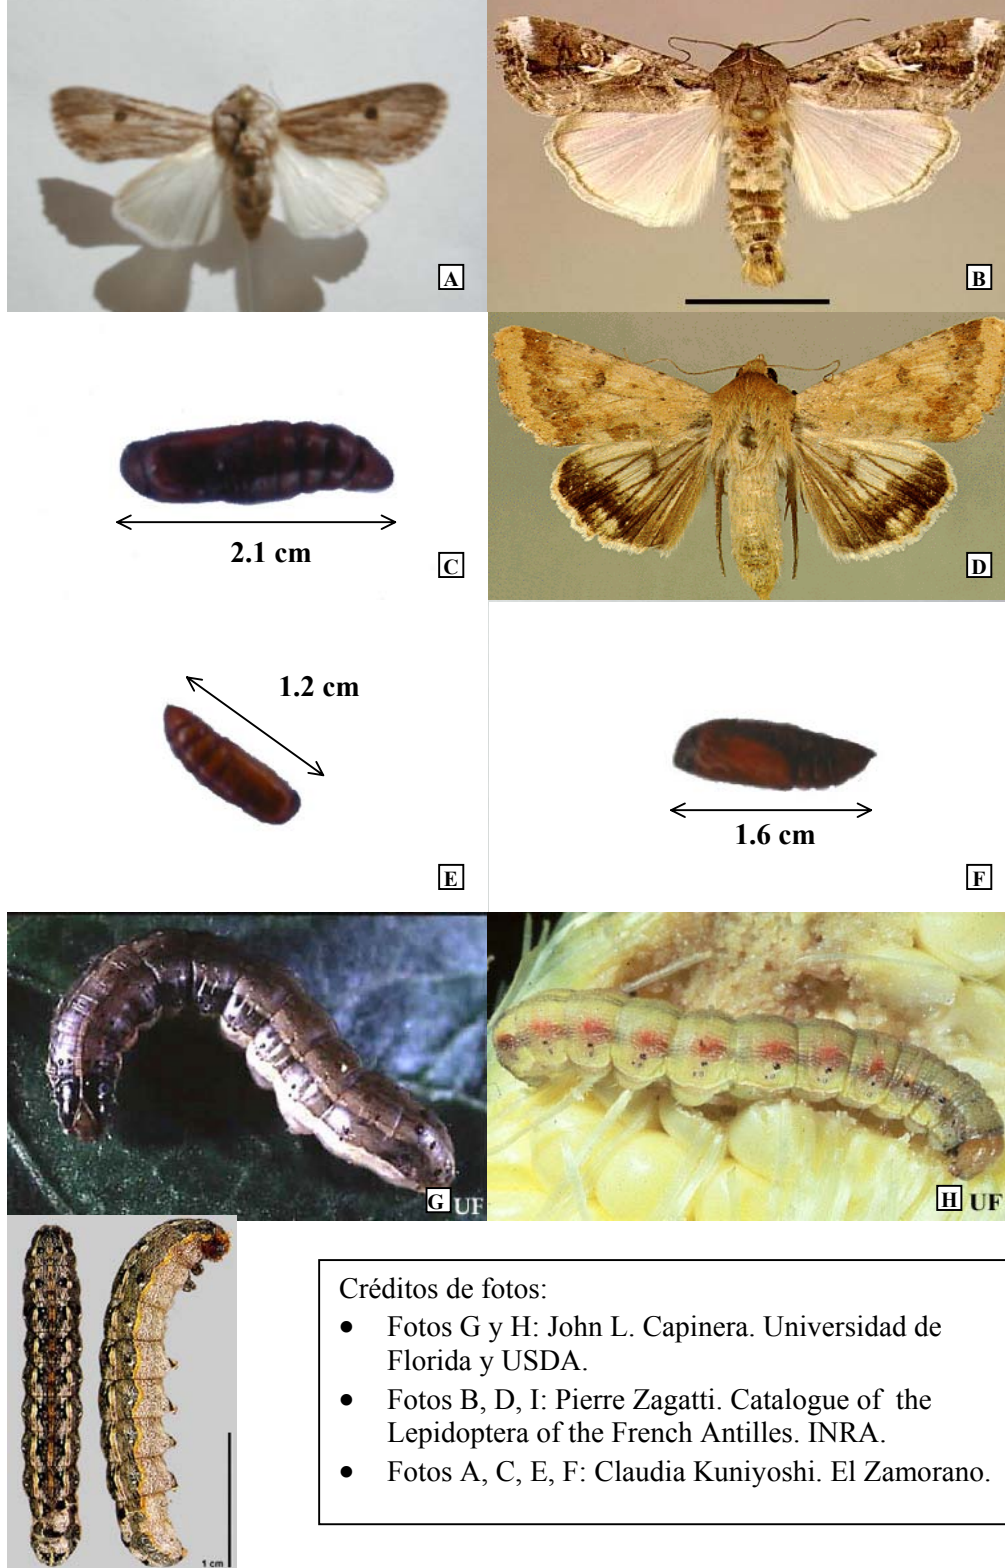 A
B
2.1 cm
C
D
1.2 cm
E
1.6 cm
F
G UF
H UF
1 cm
Créditos de fotos:
• Fotos G y H: John L. Capinera. Universidad de
Florida y USDA.
• Fotos B, D, I: Pierre Zagatti. Catalogue of the
Lepidoptera of the French Antilles. INRA.
• Fotos A, C, E, F: Claudia Kuniyoshi. El Zamorano.